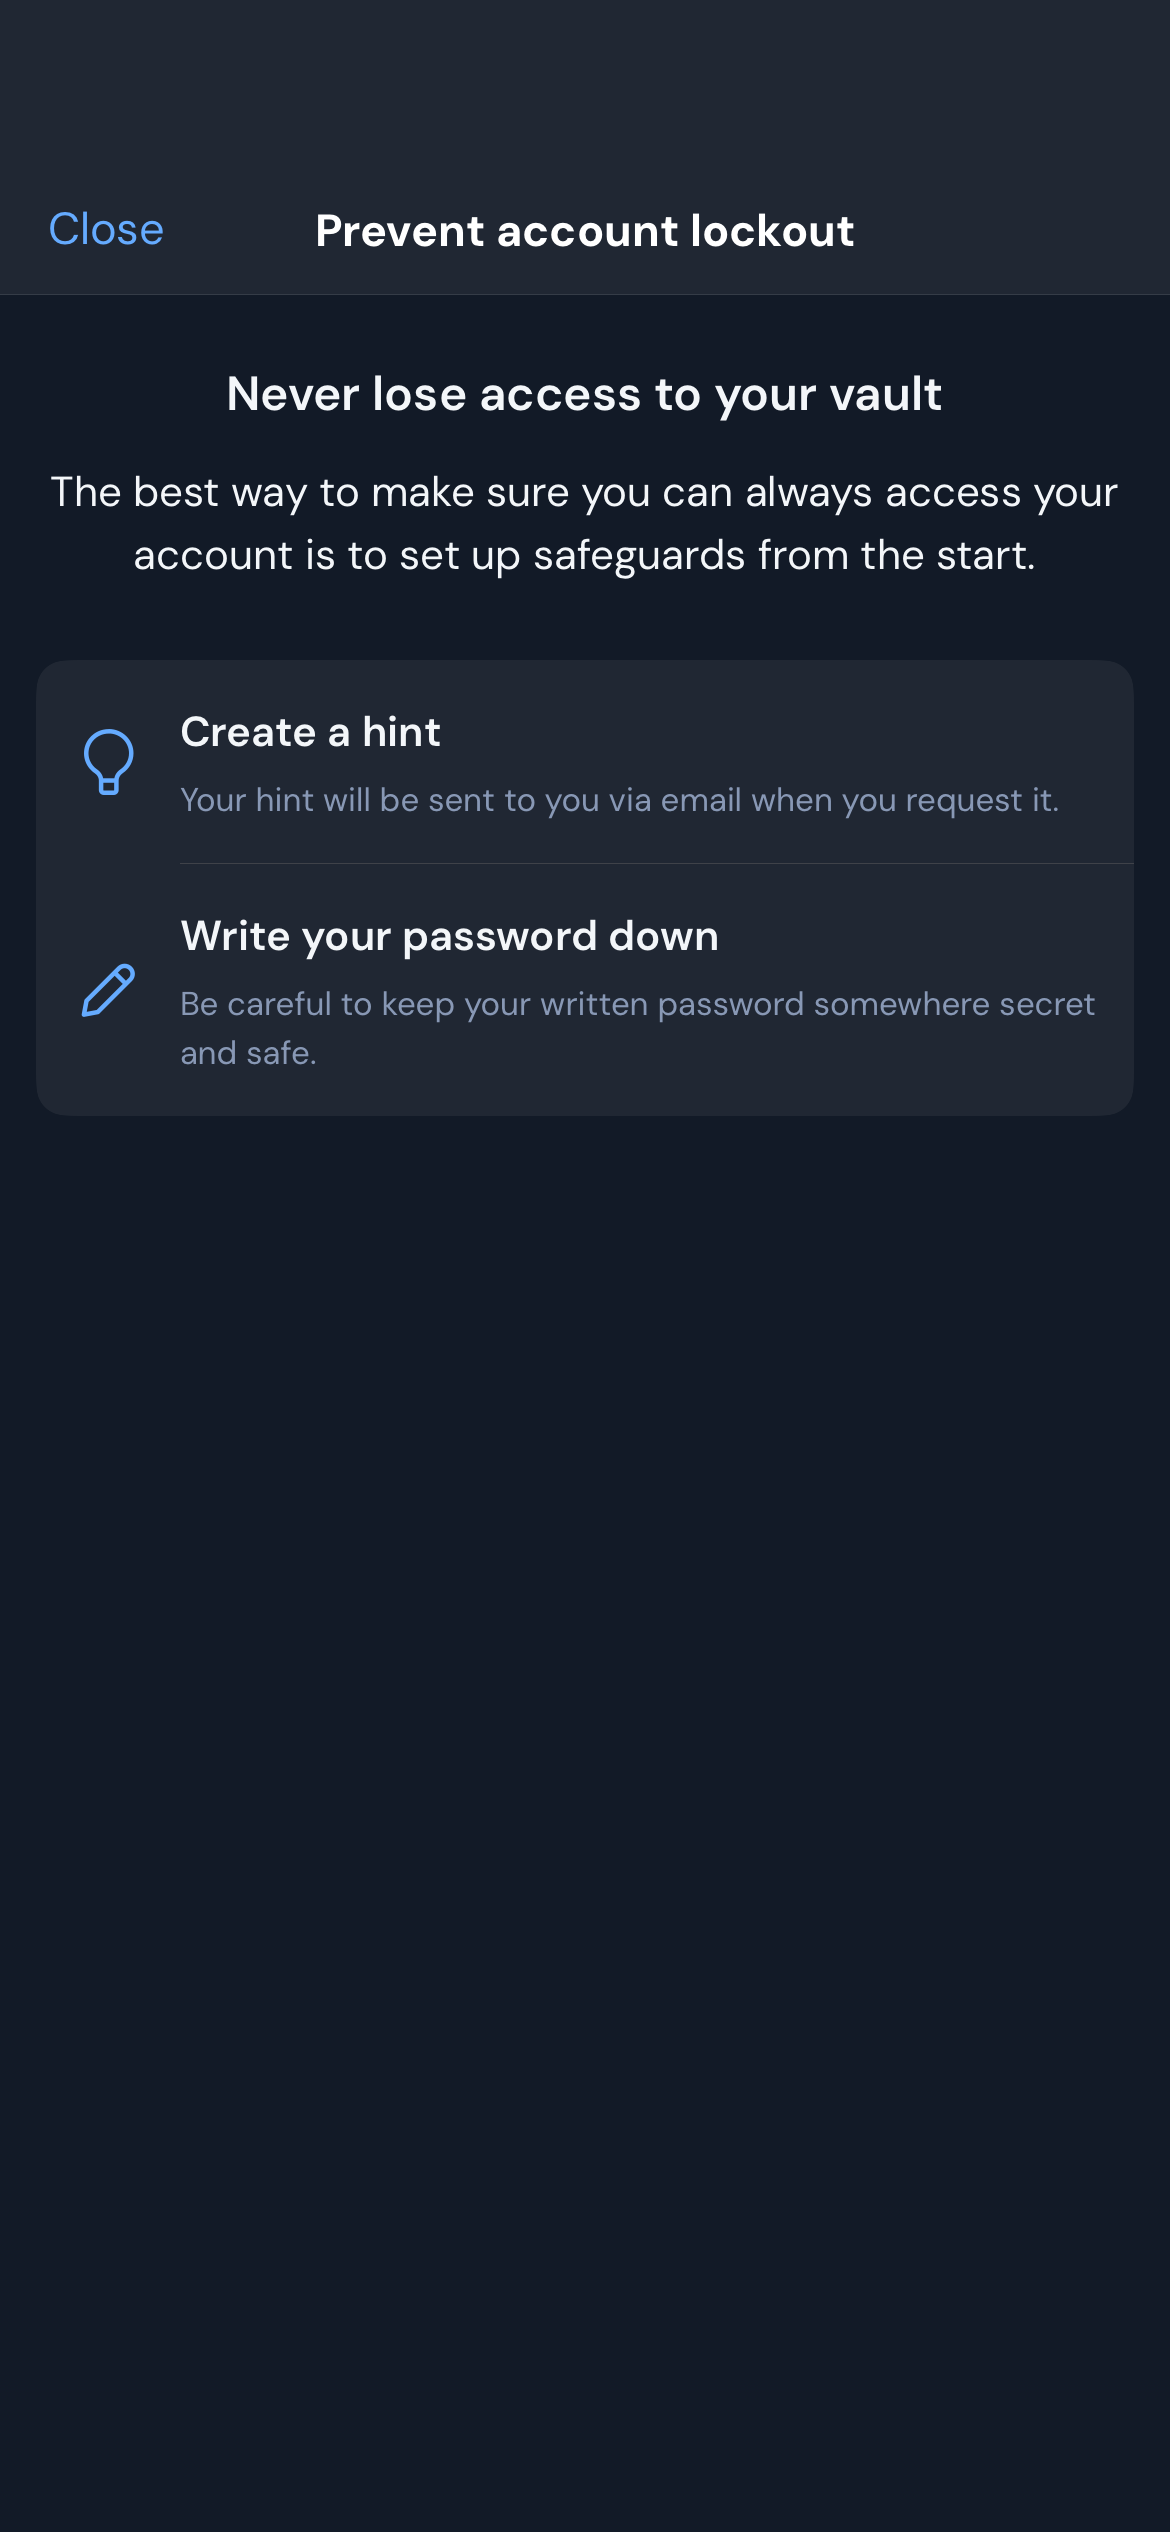 Close
Prevent account lockout
Never lose access to your vault
The best way to make sure you can always access your
account is to set up safeguards from the start.
Create a hint
Your hint will be sent to you via email when you request it.
Write your password down
Be careful to keep your written password somewhere secret
and safe.